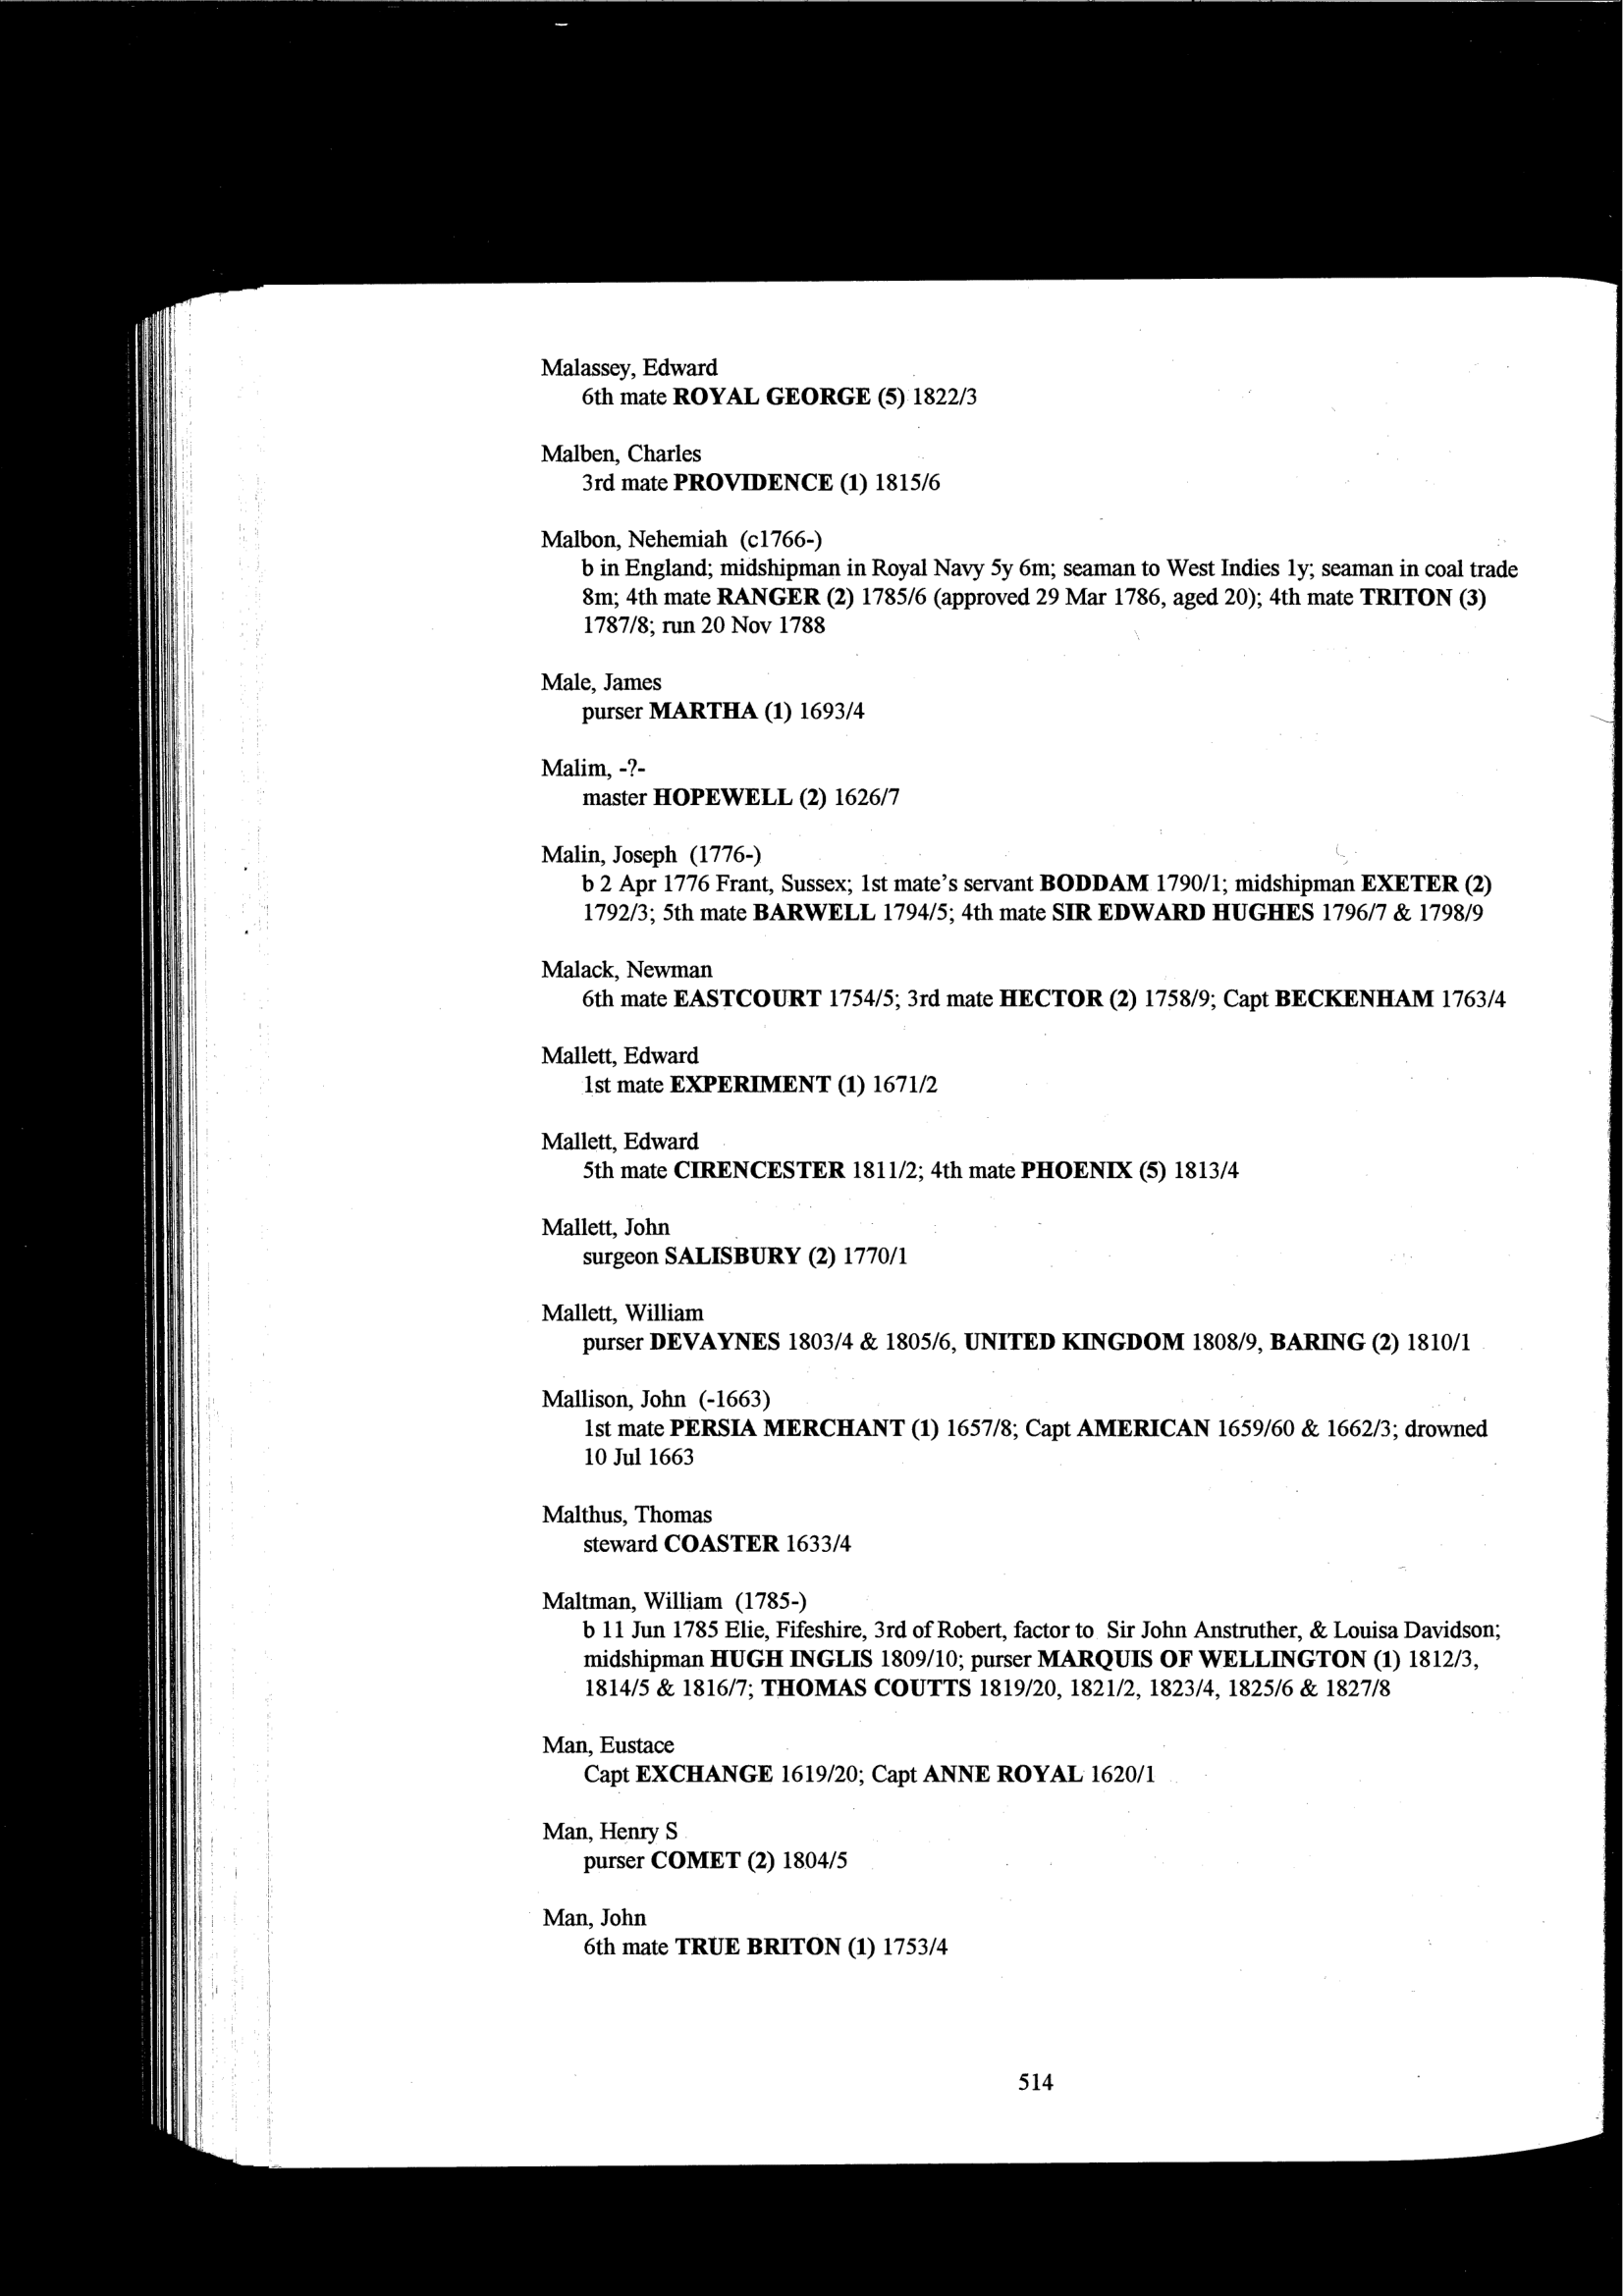 Malassey, Edward
6th mate ROYAL GEORGE (5) 1822/3
Malben, Charles
3rd mate PROVIDENCE (1) 1815/6
Malbon, Nehemiah (c1766-)
b in England; midshipman in Royal Navy 5y 6m; seaman to West Indies 1y; seaman in coal trade
8m; 4th mate RANGER (2) 1785/6 (approved 29 Mar 1786, aged 20); 4th mate TRITON (3)
1787/8; run 20 Nov 1788
Male, James
purser MARTHA (1) 1693/4
Malim, -?-
master HOPEWELL (2) 1626/7
Malin, Joseph (1776-)
b 2 Apr 1776 Frant, Sussex; 1st mate's servant BODDAM 1790/1; midshipman EXETER (2)
1792/3; 5th mate BARWELL 1794/5; 4th mate SIR EDWARD HUGHES 1796/7 & 1798/9
Malack, Newman
6th mate EASTCOURT 1754/5; 3rd mate HECTOR (2) 1758/9; Capt BECKENHAM 1763/4
Mallett, Edward
1st mate EXPERIMENT (1) 1671/2
Mallett, Edward
5th mate CIRENCESTER 1811/2; 4th mate PHOENIX (5) 1813/4
Mallett, John
surgeon SALISBURY (2) 1770/1
Mallett, William
purser DEVAYNES 1803/4 & 1805/6, UNITED KINGDOM 1808/9, BARING (2) 1810/1
Mallison, John (-1663)
1st mate PERSIA MERCHANT (1) 1657/8; Capt AMERICAN 1659/60 & 1662/3; drowned
10 Jul 1663
Malthus, Thomas
steward COASTER 1633/4
Maltman, William (1785-)
b 11 Jun 1785 Elie, Fifeshire, 3rd of Robert, factor to Sir John Anstruther, & Louisa Davidson;
midshipman HUGH INGLIS 1809/10; purser MARQUIS OF WELLINGTON (1) 1812/3,
1814/5 & 1816/7; THOMAS COUTTS 1819/20, 1821/2, 1823/4, 1825/6 & 1827/8
Man, Eustace
Capt EXCHANGE 1619/20; Capt ANNE ROYAL 1620/1
Man, Henry S
purser COMET (2) 1804/5
Man, John
6th mate TRUE BRITON (1) 1753/4
514